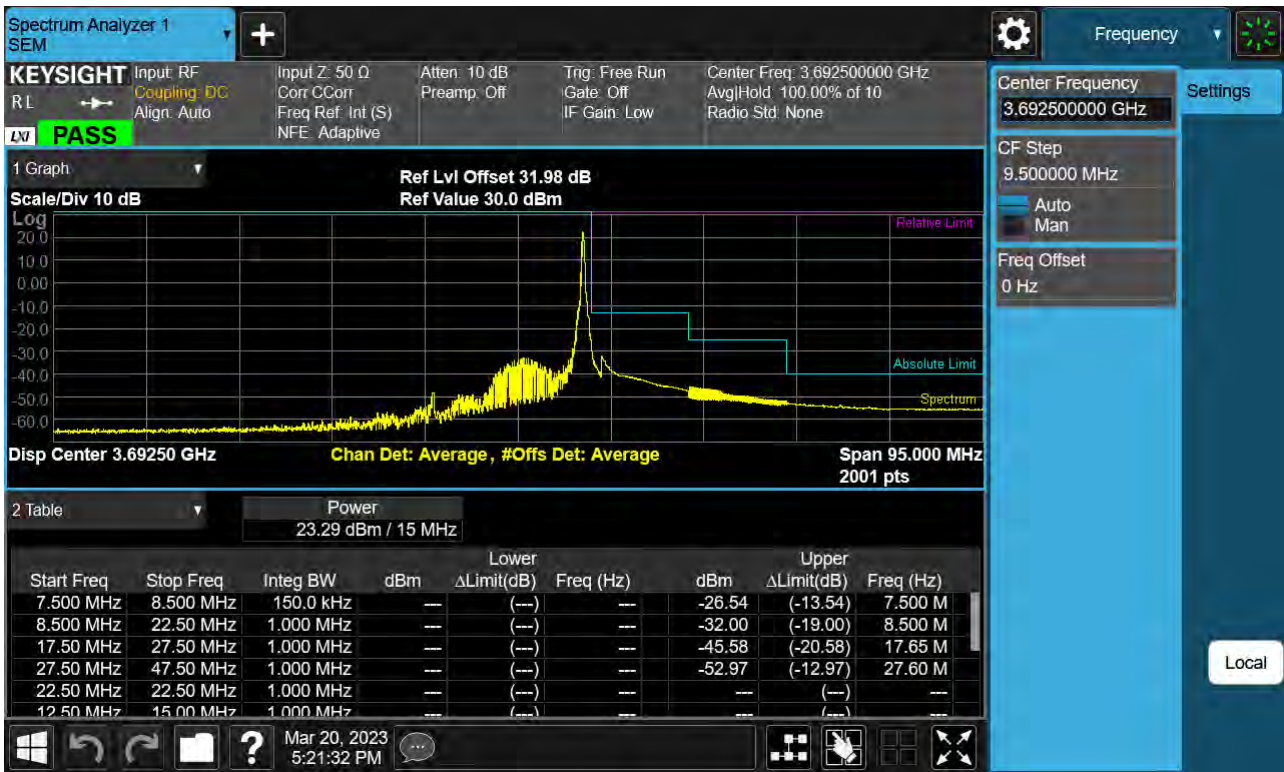 Spectrum Analyzer 1
SEM
Frequency
KEYSIGHT
R L
LXI
PASS
Input: RF
Coupling: DC
Align: Auto
Input Z: 50 Ω
Corr CCorr
Freq Ref: Int (S)
NFE: Adaptive
Atten: 10 dB
Preamp: Off
Trig: Free Run
Gate: Off
IF Gain: Low
Center Freq: 3.692500000 GHz
Avg|Hold: 100.00% of 10
Radio Std: None
Center Frequency
3.692500000 GHz
Settings
CF Step
9.500000 MHz
Auto
Man
Freq Offset
0 Hz
1 Graph
Scale/Div 10 dB
Ref Lvl Offset 31.98 dB
Ref Value 30.0 dBm
Log
20.0
10.0
0.00
-10.0
-20.0
-30.0
-40.0
-50.0
-60.0
Relative Limit
Absolute Limit
Spectrum
Disp Center 3.69250 GHz
Chan Det: Average, #Offs Det: Average
Span 95.000 MHz
2001 pts
2 Table
Power
23.29 dBm / 15 MHz
Lower Upper
Start Freq Stop Freq Integ BW dBm ΔLimit(dB) Freq (Hz) dBm ΔLimit(dB) Freq (Hz)
7.500 MHz 8.500 MHz 150.0 kHz --- (---) --- -26.54 (-13.54) 7.500 M
8.500 MHz 22.50 MHz 1.000 MHz --- (---) --- -32.00 (-19.00) 8.500 M
17.50 MHz 27.50 MHz 1.000 MHz --- (---) --- -45.58 (-20.58) 17.65 M
27.50 MHz 47.50 MHz 1.000 MHz --- (---) --- -52.97 (-12.97) 27.60 M
22.50 MHz 22.50 MHz 1.000 MHz --- (---) --- --- (---) ---
12.50 MHz 15.00 MHz 1.000 MHz --- (---) --- --- (---) ---
Local
Mar 20, 2023
5:21:32 PM